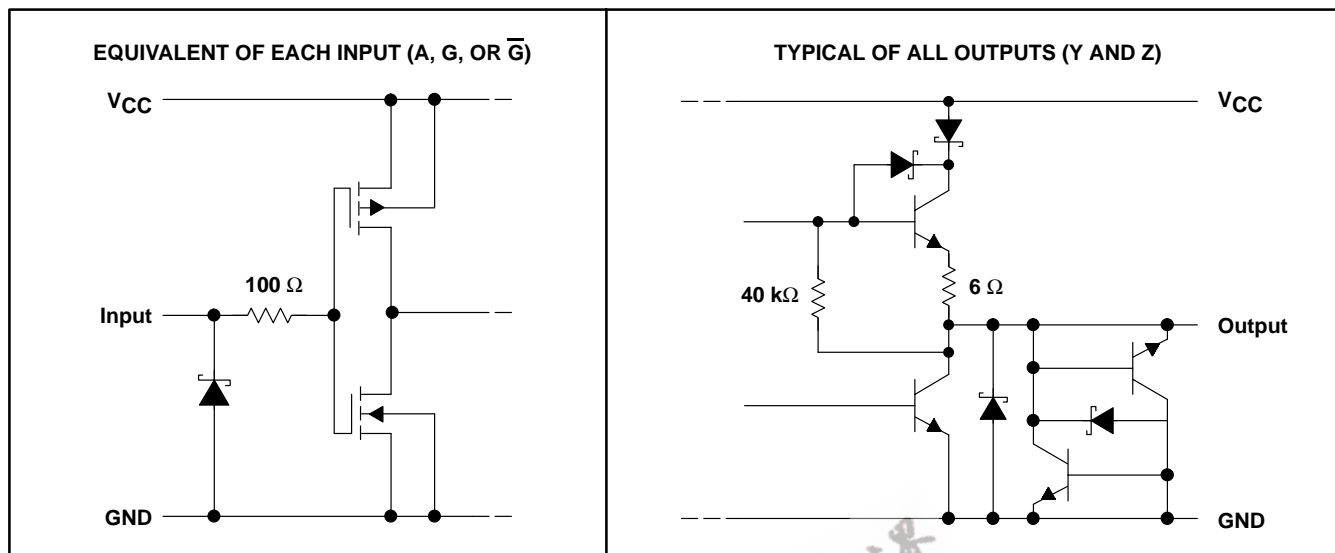 EQUIVALENT OF EACH INPUT (A, G, OR G̅)
VCC
100 Ω
Input
GND
TYPICAL OF ALL OUTPUTS (Y AND Z)
VCC
40 kΩ
6 Ω
Output
GND